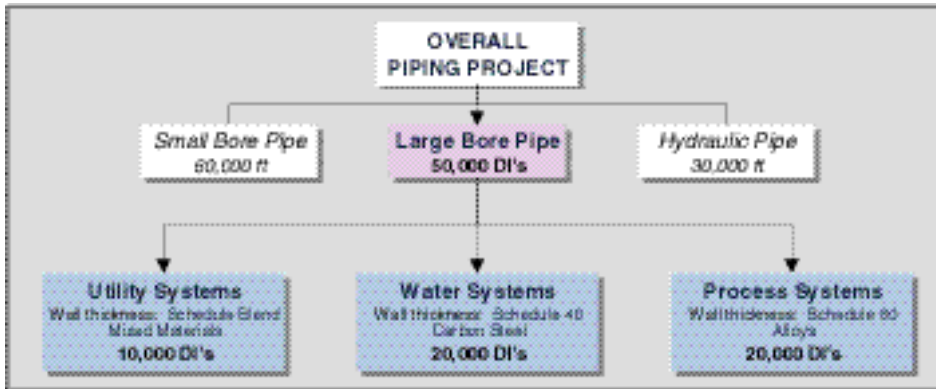 OVERALL
PIPING PROJECT
Small Bore Pipe
60,000 ft
Large Bore Pipe
50,000 DI's
Hydraulic Pipe
30,000 ft
Utility Systems
Wall thickness: Schedule Blend
Mixed Materials
10,000 DI's
Water Systems
Wall thickness: Schedule 40
Carbon Steel
20,000 DI's
Process Systems
Wall thickness: Schedule
Alloys
20,000 DI's